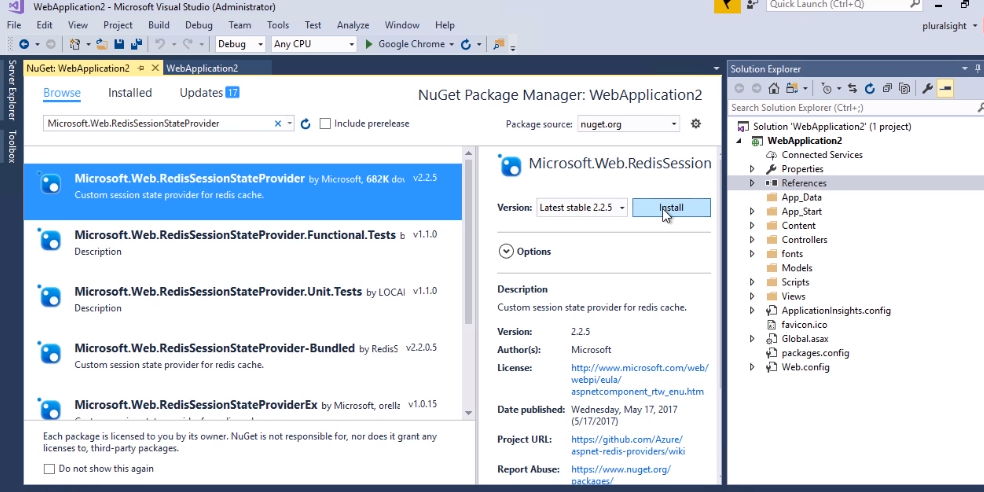 WebApplication2 - Microsoft Visual Studio (Administrator)
Quick Launch (Ctrl+Q)
File Edit View Project Build Debug Team Tools Test Analyze Window Help
pluralsight
Debug Any CPU Google Chrome
Server Explorer
Toolbox
NuGet: WebApplication2 WebApplication2
Browse Installed Updates 17
NuGet Package Manager: WebApplication2
Microsoft.Web.RedisSessionStateProvider
Include prerelease
Package source: nuget.org
Microsoft.Web.RedisSessionStateProvider by Microsoft, 682K dov v2.2.5
Custom session state provider for redis cache.
Microsoft.Web.RedisSessionStateProvider.Functional.Tests b v1.1.0
Description
Microsoft.Web.RedisSessionStateProvider.Unit.Tests by LOCAl v1.1.0
Description
Microsoft.Web.RedisSessionStateProvider-Bundled by RedisS v2.2.0.5
Custom session state provider for redis cache.
Microsoft.Web.RedisSessionStateProviderEx by Microsoft, orella v1.0.15
Each package is licensed to you by its owner. NuGet is not responsible for, nor does it grant any
licenses to, third-party packages.
Do not show this again
Microsoft.Web.RedisSession
Version: Latest stable 2.2.5 Install
Options
Description
Custom session state provider for redis cache.
Version: 2.2.5
Author(s): Microsoft
License: http://www.microsoft.com/web/
webpi/eula/
aspnetcomponent_rtw_enu.htm
Date published: Wednesday, May 17, 2017
(5/17/2017)
Project URL: https://github.com/Azure/
aspnet-redis-providers/wiki
Report Abuse: https://www.nuget.org/
packages/
Solution Explorer
Search Solution Explorer (Ctrl+;)
Solution 'WebApplication2' (1 project)
WebApplication2
Connected Services
Properties
References
App_Data
App_Start
Content
Controllers
fonts
Models
Scripts
Views
ApplicationInsights.config
favicon.ico
Global.asax
packages.config
Web.config